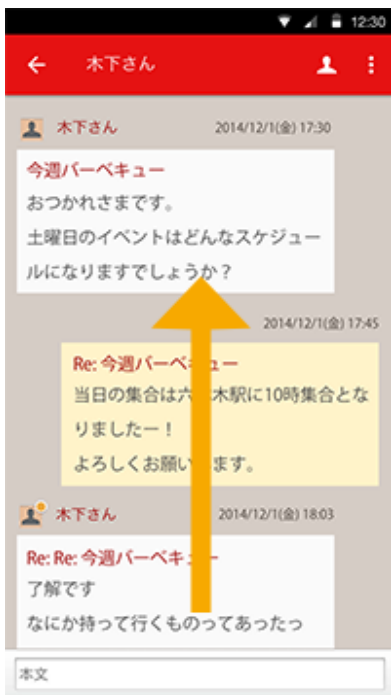 12:30
木下さん
木下さん 2014/12/1(金) 17:30
今週バーベキュー
おつかれさまです。
土曜日のイベントはどんなスケジュー
ルになりますでしょうか？
2014/12/1(金) 17:45
Re: 今週バーベキュー
当日の集合は六 木駅に10時集合とな
りましたー！
よろしくお願い ます。
木下さん 2014/12/1(金) 18:03
Re: Re: 今週バーベキュー
了解です
なにか持って行くものってあったっ
本文